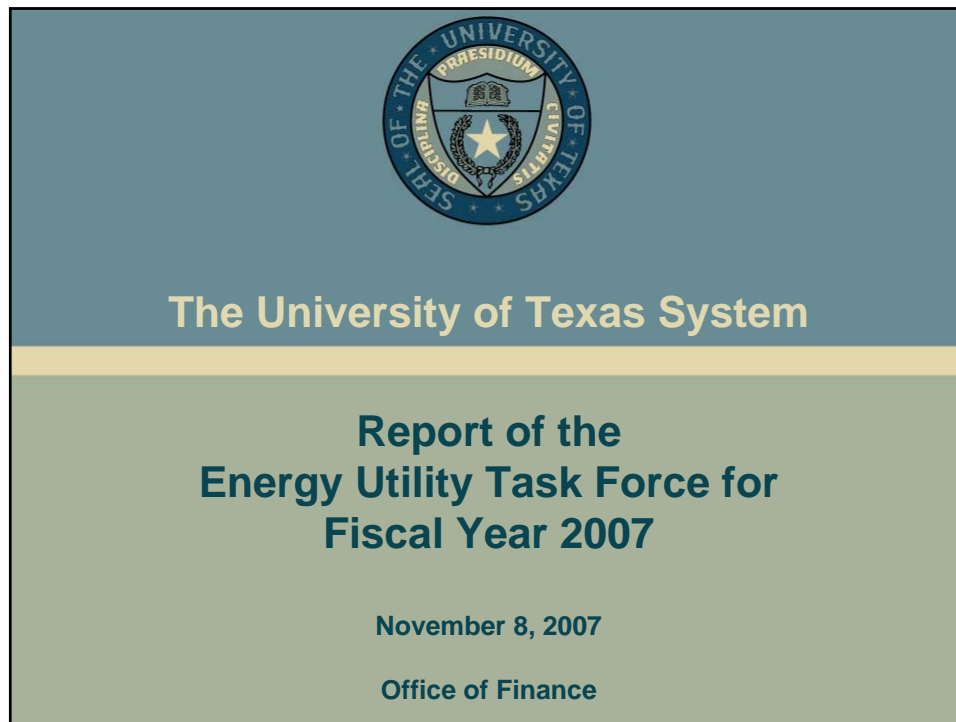 SEAL · OF · THE · UNIVERSITY · OF · TEXAS
PRAESIDIUM
DISCIPLINA
CIVITATIS
The University of Texas System
Report of the
Energy Utility Task Force for
Fiscal Year 2007
November 8, 2007
Office of Finance